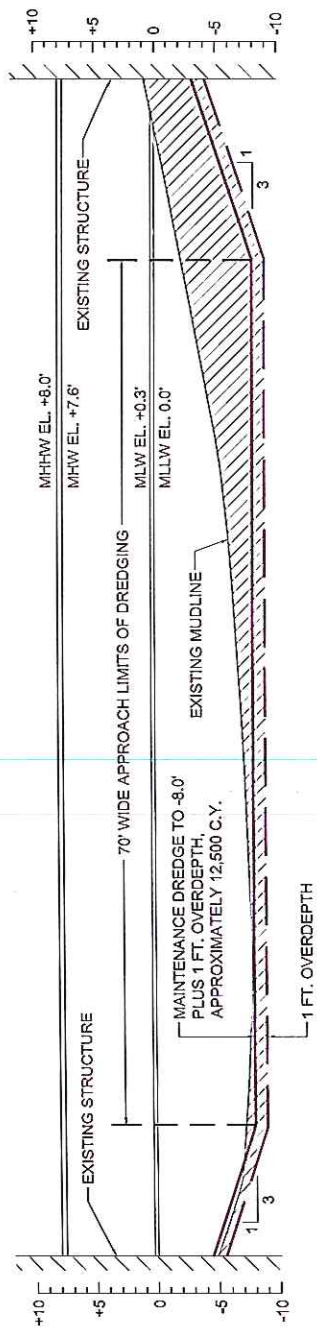 +10
+5
0
-5
-10
EXISTING STRUCTURE
MHHW EL. +8.0'
MHW EL. +7.6'
EXISTING STRUCTURE
70' WIDE APPROACH LIMITS OF DREDGING
MLW EL. +0.3'
MLLW EL. 0.0'
MAINTENANCE DREDGE TO -8.0'
PLUS 1 FT. OVERDEPTH,
APPROXIMATELY 12,500 C.Y.
EXISTING MUDLINE
1
3
1 FT. OVERDEPTH
1
3
+10
+5
0
-5
-10